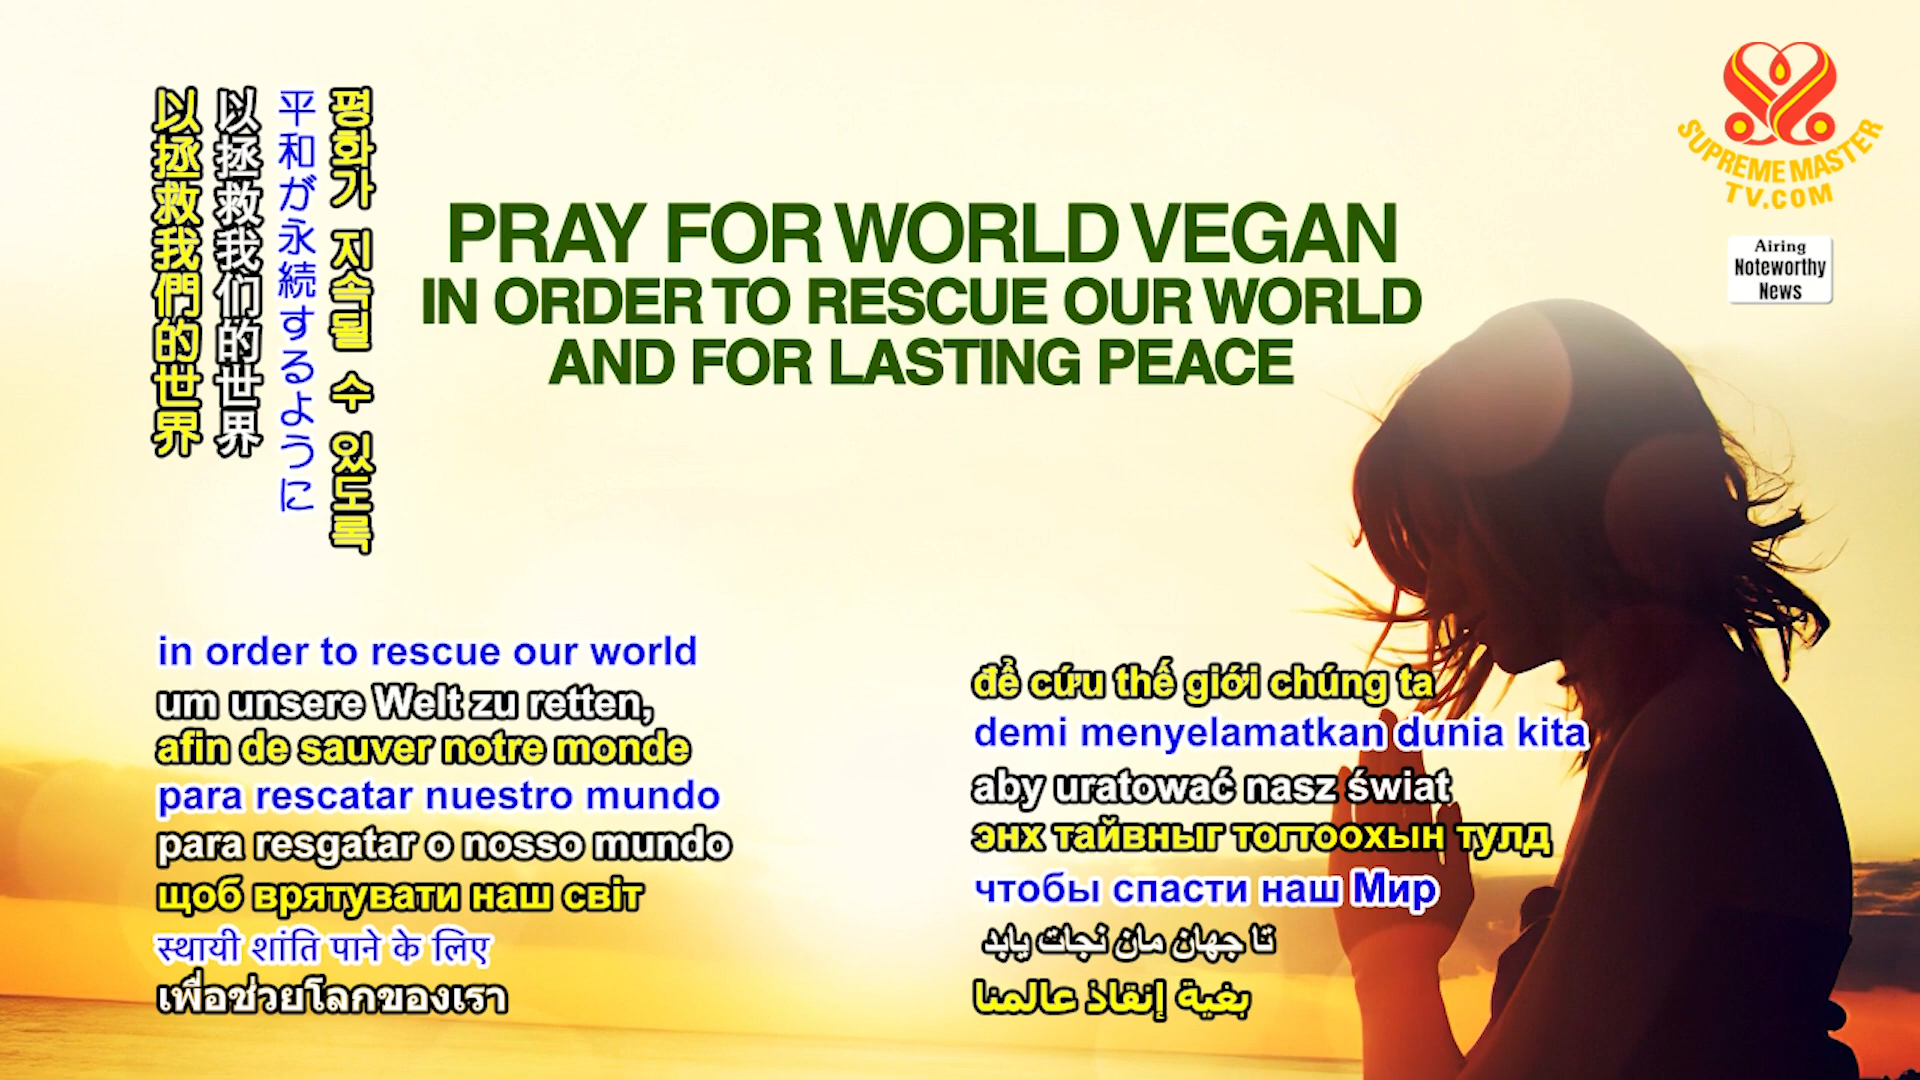 以拯救我們的世界
以拯救我们的世界
平和が永続するように
평화가 지속될 수 있도록
PRAY FOR WORLD VEGAN
IN ORDER TO RESCUE OUR WORLD
AND FOR LASTING PEACE
SUPREME MASTER
TV.COM
Airing
Noteworthy
News
in order to rescue our world
um unsere Welt zu retten,
afin de sauver notre monde
para rescatar nuestro mundo
para resgatar o nosso mundo
щоб врятувати наш світ
स्थायी शांति पाने के लिए
เพื่อช่วยโลกของเรา
để cứu thế giới chúng ta
demi menyelamatkan dunia kita
aby uratować nasz świat
энх тайвныг тогтоохын тулд
чтобы спасти наш Мир
تا جهان مان نجات یابد
بغية إنقاذ عالمنا